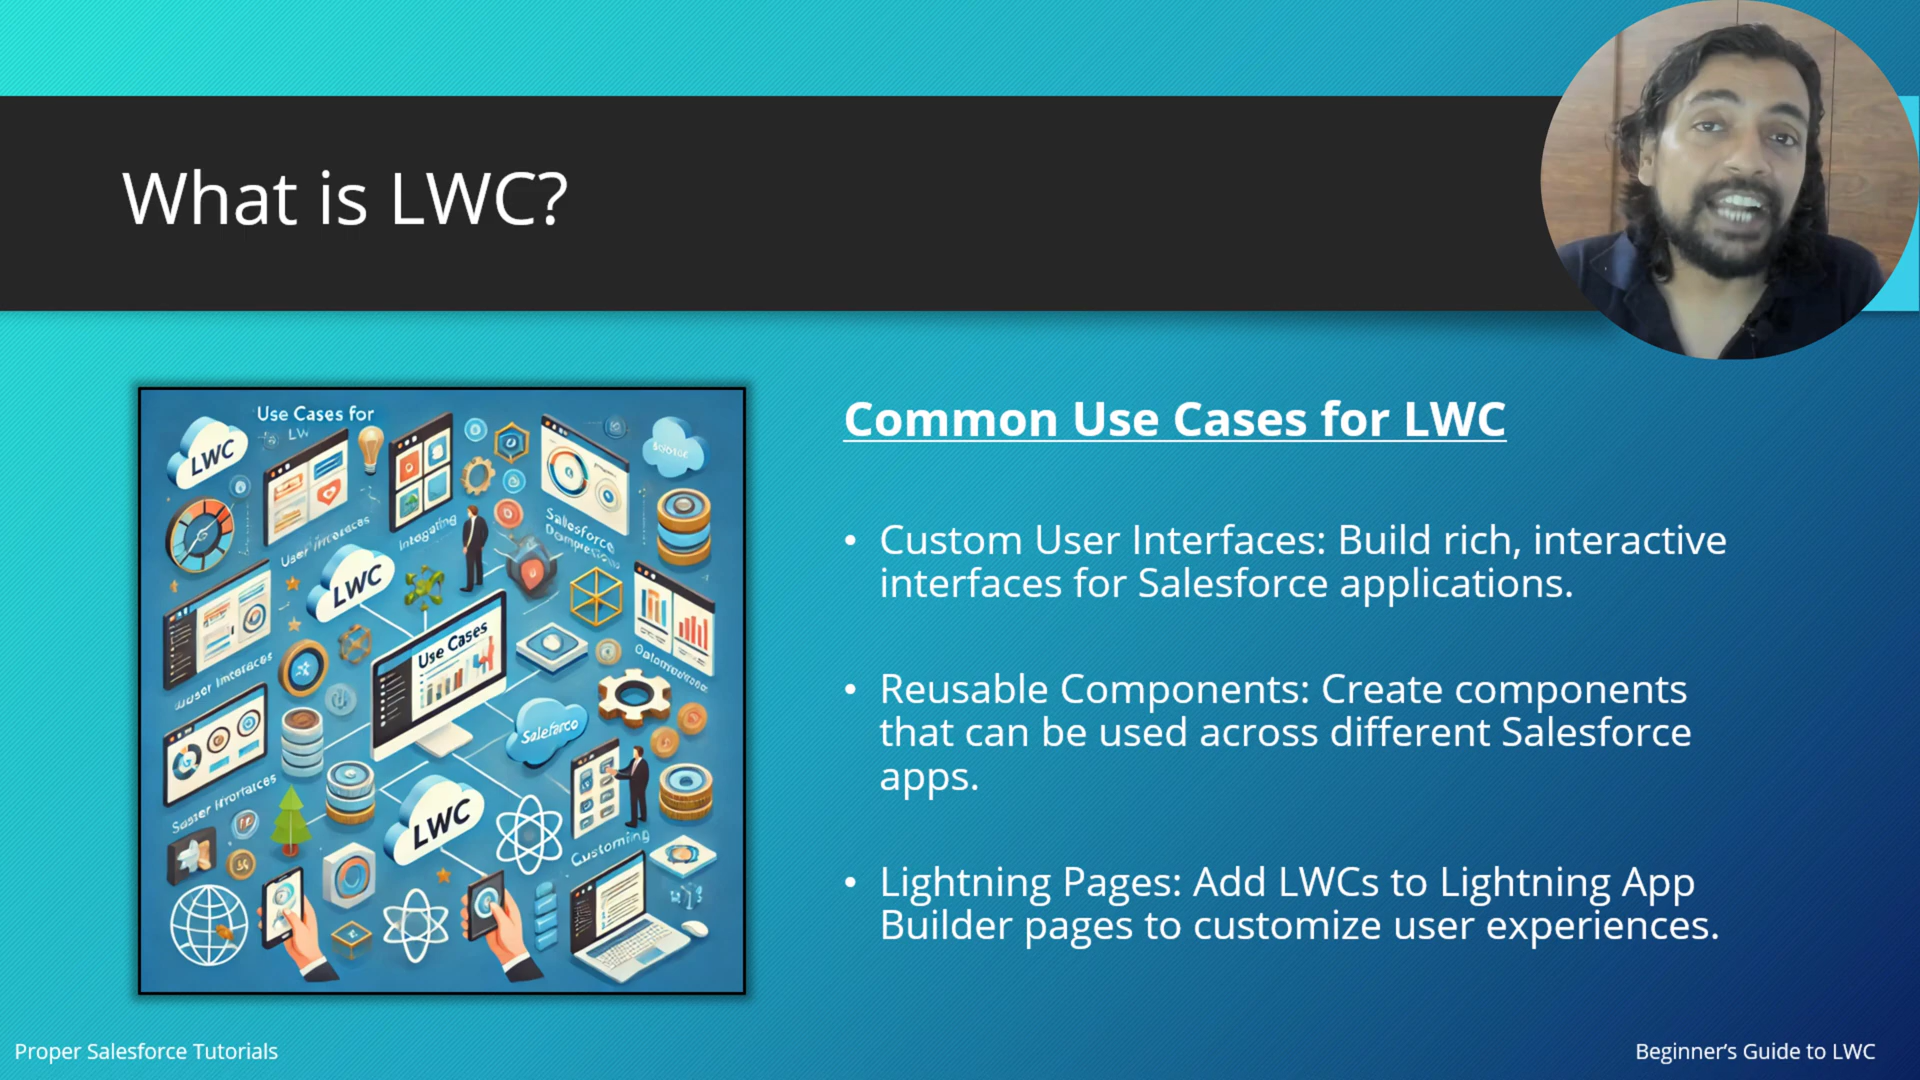 What is LWC?
Use Cases for
LW
LWC
LWC
Integating
Salesforce
Use Cases
Saleforco
LWC
Customing
Common Use Cases for LWC
• Custom User Interfaces: Build rich, interactive
interfaces for Salesforce applications.
• Reusable Components: Create components
that can be used across different Salesforce
apps.
• Lightning Pages: Add LWCs to Lightning App
Builder pages to customize user experiences.
Proper Salesforce Tutorials
Beginner's Guide to LWC